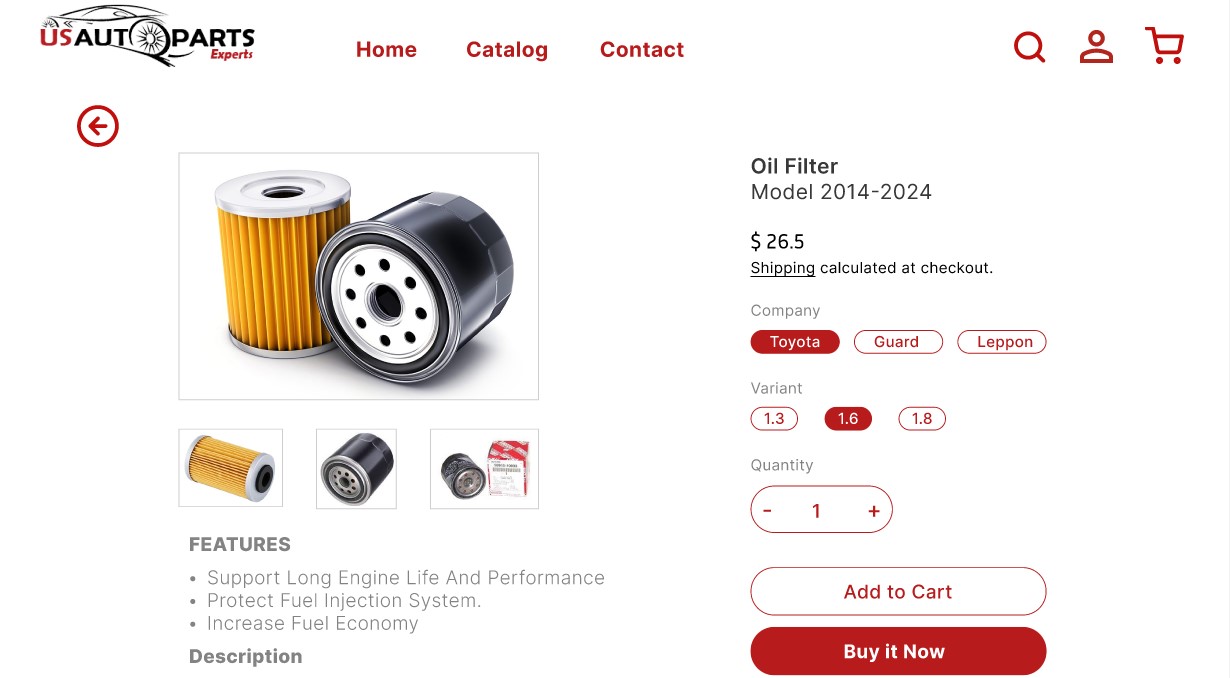 USAUTOPARTS
Experts
Home Catalog Contact
Oil Filter
Model 2014-2024
$ 26.5
Shipping calculated at checkout.
Company
Toyota Guard Leppon
Variant
1.3 1.6 1.8
Quantity
- 1 +
Add to Cart
Buy it Now
FEATURES
• Support Long Engine Life And Performance
• Protect Fuel Injection System.
• Increase Fuel Economy
Description